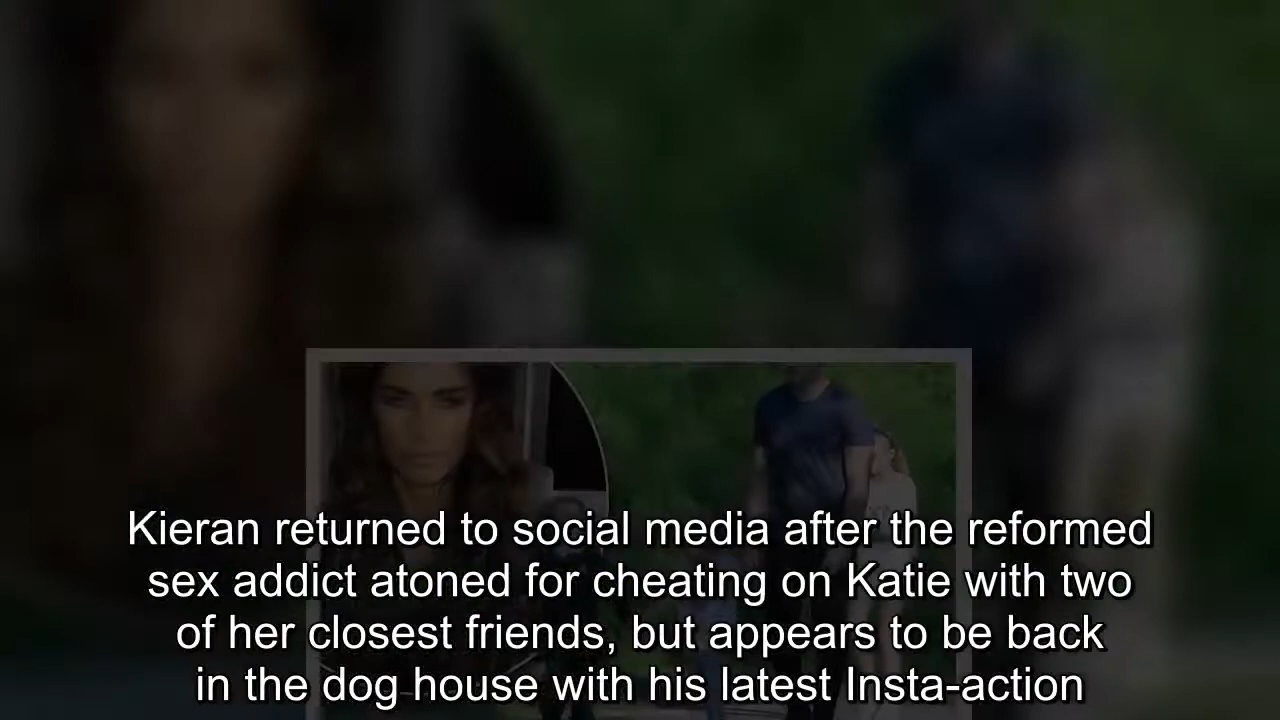 Kieran returned to social media after the reformed
sex addict atoned for cheating on Katie with two
of her closest friends, but appears to be back
in the dog house with his latest Insta-action